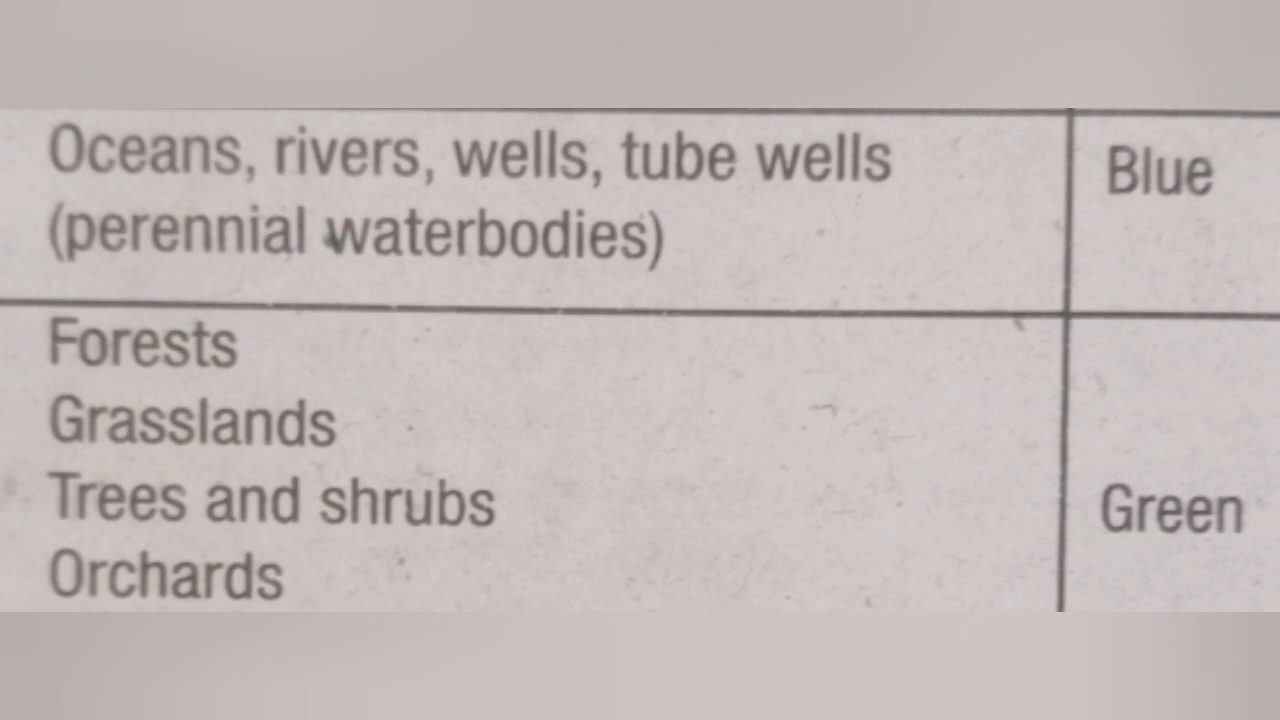 Oceans, rivers, wells, tube wells
(perennial waterbodies)
Blue
Forests
Grasslands
Trees and shrubs
Orchards
Green